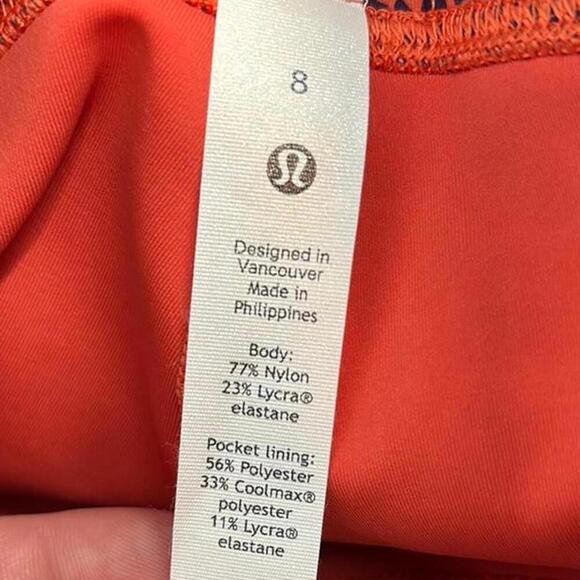 8
Designed in
Vancouver
Made in
Philippines
Body:
77% Nylon
23% Lycra®
elastane
Pocket lining:
56% Polyester
33% Coolmax®
polyester
11% Lycra®
elastane